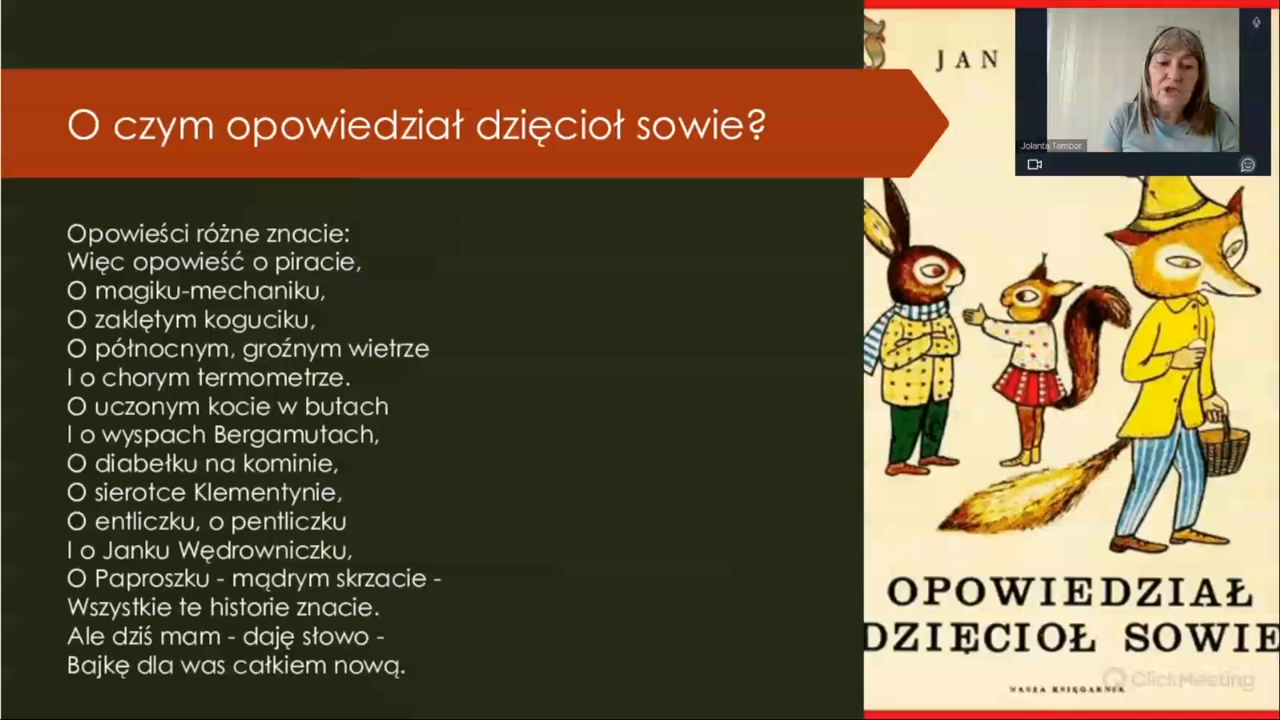 O czym opowiedział dzięcioł sowie?
Opowieści różne znacie:
Więc opowieść o piracie,
O magiku-mechaniku,
O zaklętym koguciku,
O północnym, groźnym wietrze
I o chorym termometrze.
O uczonym kocie w butach
I o wyspach Bergamutach,
O diabełku na kominie,
O sierotce Klementynie,
O entliczku, o pentliczku
I o Janku Wędrowniczku,
O Paproszku - mądrym skrzacie -
Wszystkie te historie znacie.
Ale dziś mam - daję słowo -
Bajkę dla was całkiem nową.
JAN
Jolanta Tambor
OPOWIEDZIAŁ
DZIĘCIOŁ SOWIE
NASZA KSIĘGARNIA
ClickMeeting